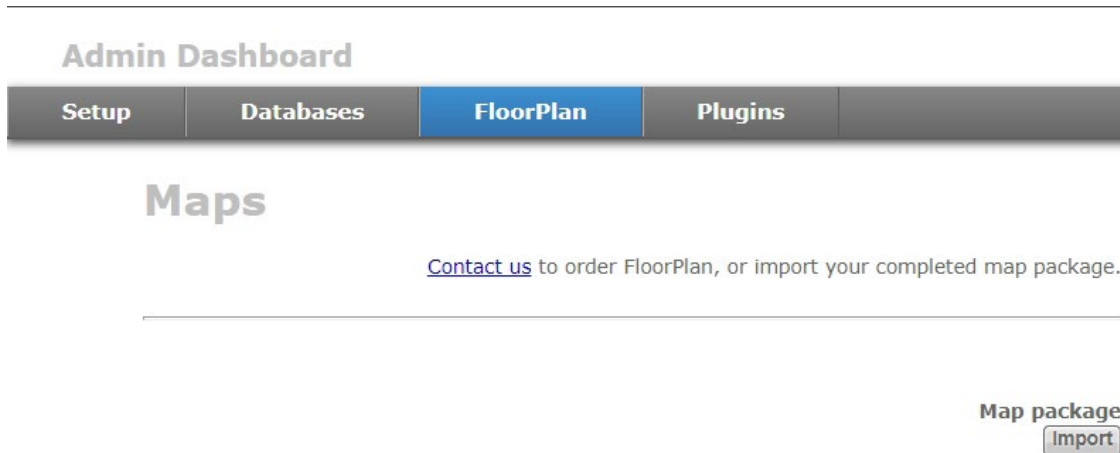 Admin Dashboard
Setup Databases FloorPlan Plugins
Maps
Contact us to order FloorPlan, or import your completed map package.
Map package
Import